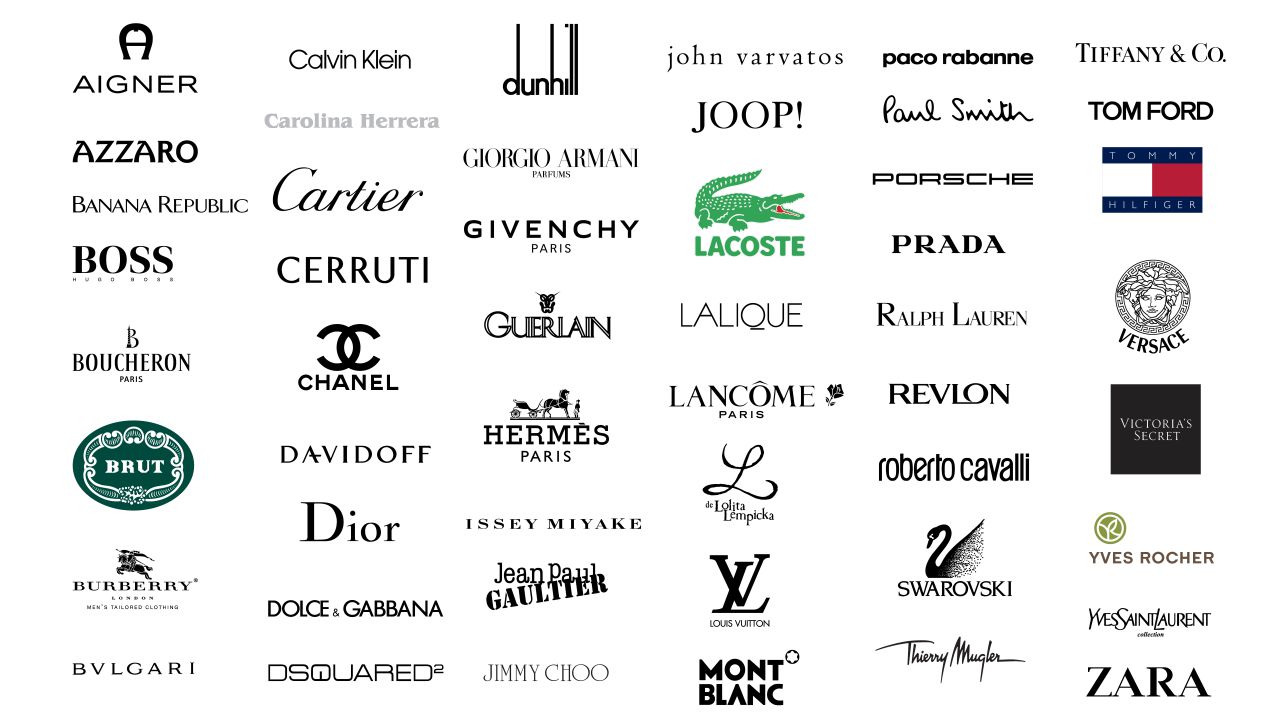 AIGNER
AZZARO
BANANA REPUBLIC
BOSS
HUGO BOSS
B
BOUCHERON
PARIS
BRUT
BURBERRY®
LONDON
MEN'S TAILORED CLOTHING
BVLGARI
Calvin Klein
Carolina Herrera
Cartier
CERRUTI
CHANEL
DAVIDOFF
Dior
DOLCE & GABBANA
DSQUARED2
dunhill
GIORGIO ARMANI
PARFUMS
GIVENCHY
PARIS
GUERLAIN
HERMÈS
PARIS
ISSEY MIYAKE
Jean Paul
GAULTIER
JIMMY CHOO
john varvatos
JOOP!
LACOSTE
LALIQUE
LANCÔME
PARIS
L
de Lolita
Lempicka
LV
LOUIS VUITTON
MONT
BLANC
paco rabanne
Paul Smith
PORSCHE
PRADA
RALPH LAUREN
REVLON
roberto cavalli
SWAROVSKI
Thierry Mugler
TIFFANY & CO.
TOM FORD
TOMMY
HILFIGER
VERSACE
VICTORIA'S
SECRET
YVES ROCHER
YVESSAINTLAURENT
collection
ZARA